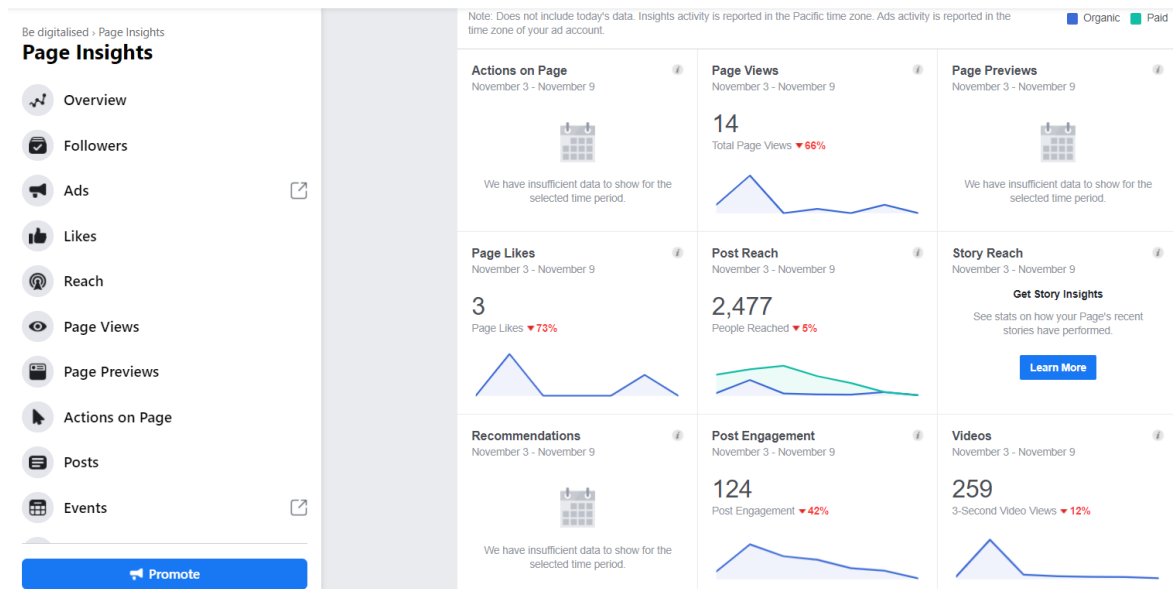 Be digitalised › Page Insights
Page Insights
Overview
Followers
Ads
Likes
Reach
Page Views
Page Previews
Actions on Page
Posts
Events
Promote
Note: Does not include today's data. Insights activity is reported in the Pacific time zone. Ads activity is reported in the
time zone of your ad account.
Organic
Paid
Actions on Page
November 3 - November 9
We have insufficient data to show for the
selected time period.
Page Views
November 3 - November 9
14
Total Page Views ▼66%
Page Previews
November 3 - November 9
We have insufficient data to show for the
selected time period.
Page Likes
November 3 - November 9
3
Page Likes ▼73%
Post Reach
November 3 - November 9
2,477
People Reached ▼5%
Story Reach
November 3 - November 9
Get Story Insights
See stats on how your Page's recent
stories have performed.
Learn More
Recommendations
November 3 - November 9
We have insufficient data to show for the
selected time period.
Post Engagement
November 3 - November 9
124
Post Engagement ▼42%
Videos
November 3 - November 9
259
3-Second Video Views ▼12%